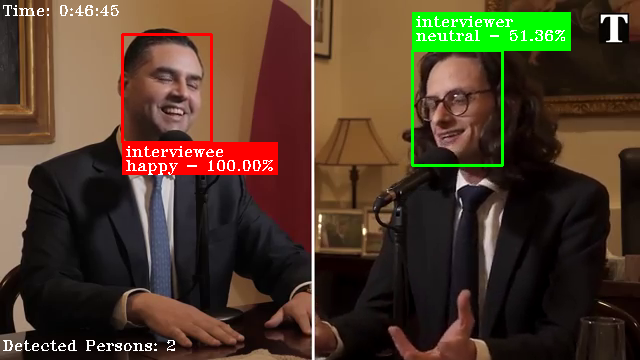 Time: 0:46:45
interviewer
neutral - 51.36%
T
interviewee
happy - 100.00%
Detected Persons: 2